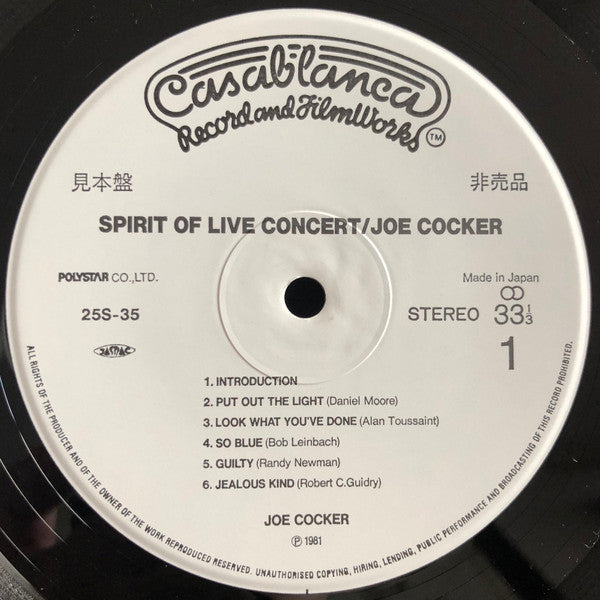 Casablanca
Record and FilmWorks TM
見本盤
非売品
SPIRIT OF LIVE CONCERT/JOE COCKER
POLYSTAR CO.,LTD.
Made in Japan
25S-35
STEREO 33⅓
JASRAC
1
1. INTRODUCTION
2. PUT OUT THE LIGHT (Daniel Moore)
3. LOOK WHAT YOU'VE DONE (Alan Toussaint)
4. SO BLUE (Bob Leinbach)
5. GUILTY (Randy Newman)
6. JEALOUS KIND (Robert C.Guidry)
JOE COCKER
℗ 1981
ALL RIGHTS OF THE PRODUCER AND OF THE OWNER OF THE WORK REPRODUCED RESERVED. UNAUTHORISED COPYING, HIRING, LENDING, PUBLIC PERFORMANCE AND BROADCASTING OF THIS RECORD PROHIBITED.